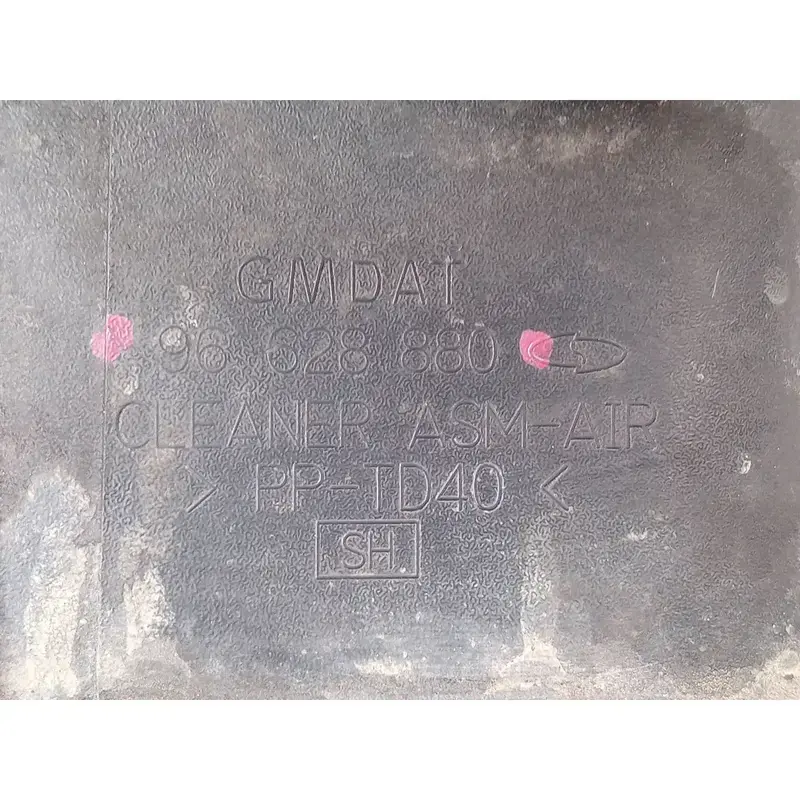 GMDAT
96 628 880
CLEANER ASM-AIR
> PP-TD40 <
SH